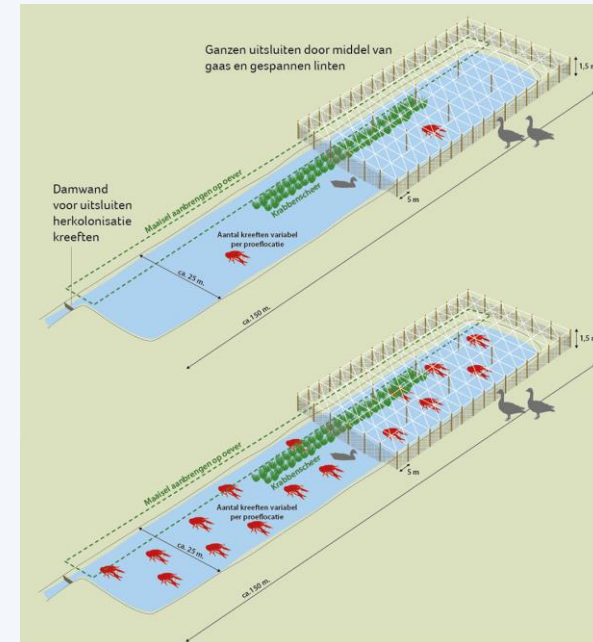 Ganzen uitsluiten door middel van
gaas en gespannen linten
1,5 m
Damwand
voor uitsluiten
herkolonisatie
kreeften
Maaisel aanbrengen op oever
Krabbenscheer
5 m
Aantal kreeften variabel
per proeflocatie
ca. 25 m.
ca.150 m.
1,5 m
Maaisel aanbrengen op oever
Krabbenscheer
5 m
Aantal kreeften variabel
per proeflocatie
ca. 25 m.
ca.150 m.